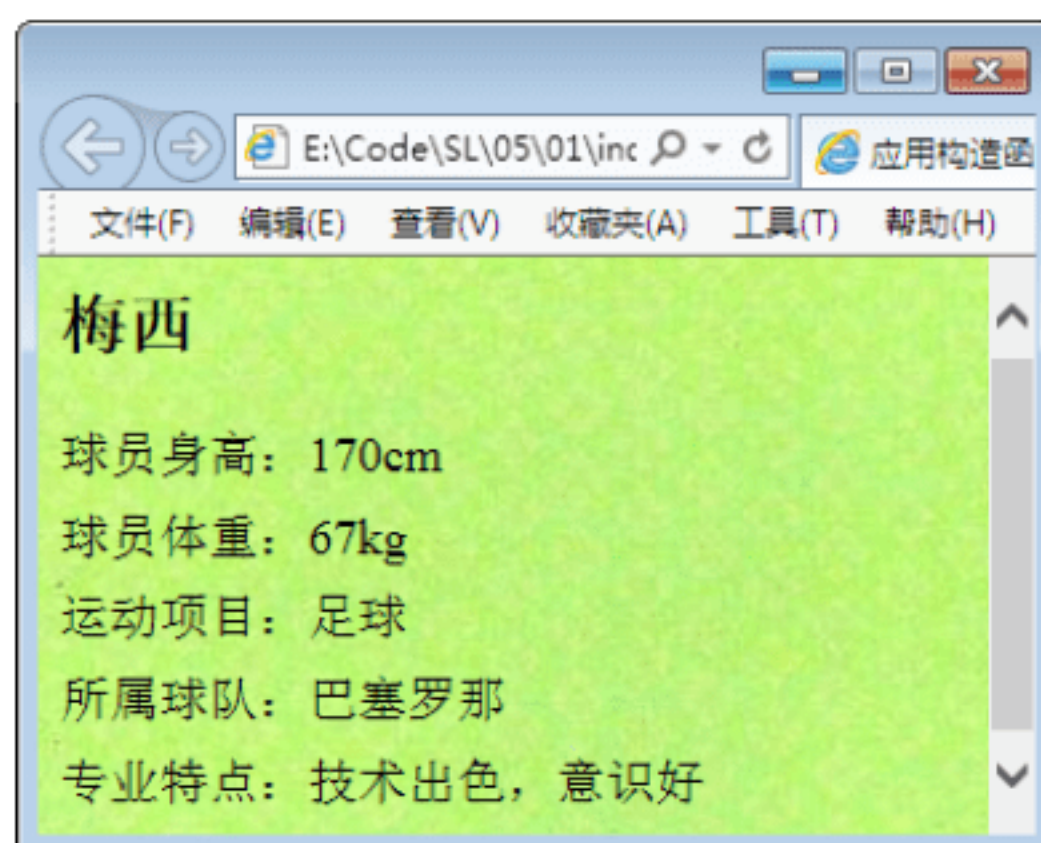 E:\Code\SL\05\01\inc 应用构造函
文件(F) 编辑(E) 查看(V) 收藏夹(A) 工具(T) 帮助(H)
梅西
球员身高：170cm
球员体重：67kg
运动项目：足球
所属球队：巴塞罗那
专业特点：技术出色，意识好